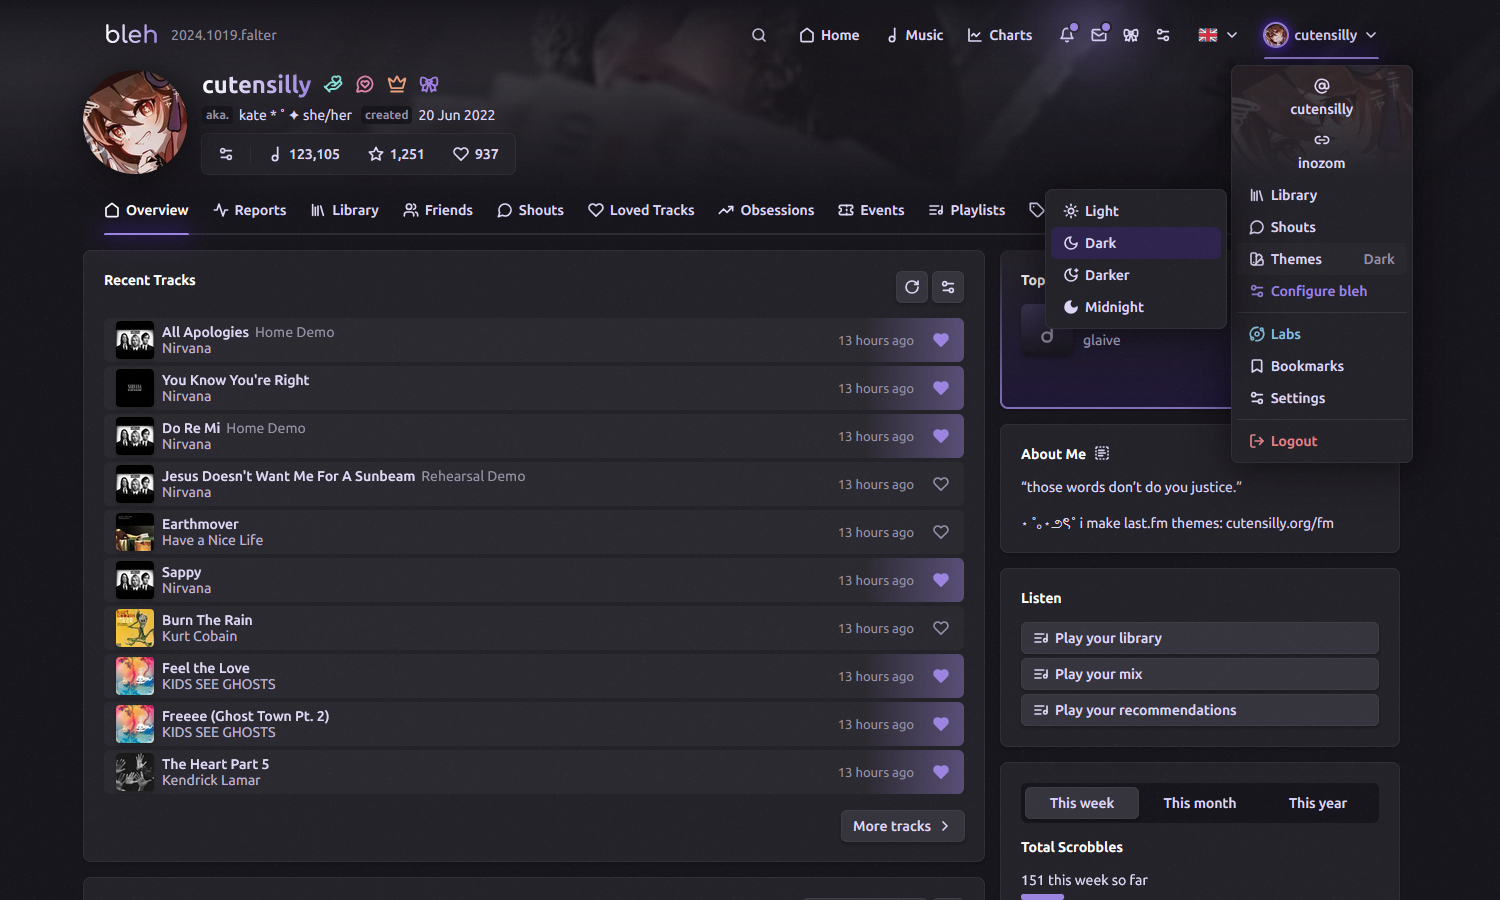 bleh 2024.1019.falter
Home Music Charts cutensilly
cutensilly
aka. kate * ˚ ✦ she/her created 20 Jun 2022
123,105 1,251 937
Overview Reports Library Friends Shouts Loved Tracks Obsessions Events Playlists
@
cutensilly
inozom
Library
Shouts
Themes Dark
Configure bleh
Labs
Bookmarks
Settings
Logout
Light
Dark
Darker
Midnight
Recent Tracks
All Apologies Home Demo
Nirvana
13 hours ago
You Know You're Right
Nirvana
13 hours ago
Do Re Mi Home Demo
Nirvana
13 hours ago
Jesus Doesn't Want Me For A Sunbeam Rehearsal Demo
Nirvana
13 hours ago
Earthmover
Have a Nice Life
13 hours ago
Sappy
Nirvana
13 hours ago
Burn The Rain
Kurt Cobain
13 hours ago
Feel the Love
KIDS SEE GHOSTS
13 hours ago
Freeee (Ghost Town Pt. 2)
KIDS SEE GHOSTS
13 hours ago
The Heart Part 5
Kendrick Lamar
13 hours ago
More tracks
Top
glaive
About Me
“those words don’t do you justice.”
⋆ ˚｡⋆୨୧˚ i make last.fm themes: cutensilly.org/fm
Listen
Play your library
Play your mix
Play your recommendations
This week This month This year
Total Scrobbles
151 this week so far